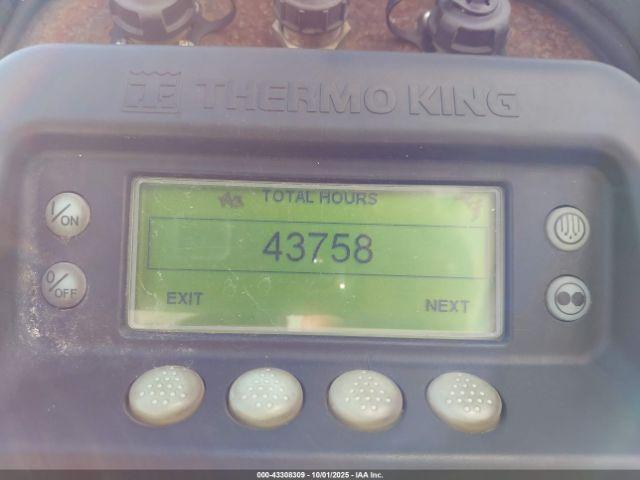 THERMO KING
TOTAL HOURS
I/ON
43758
O/OFF
EXIT
NEXT
000-43308309 - 10/01/2025 - IAA Inc.